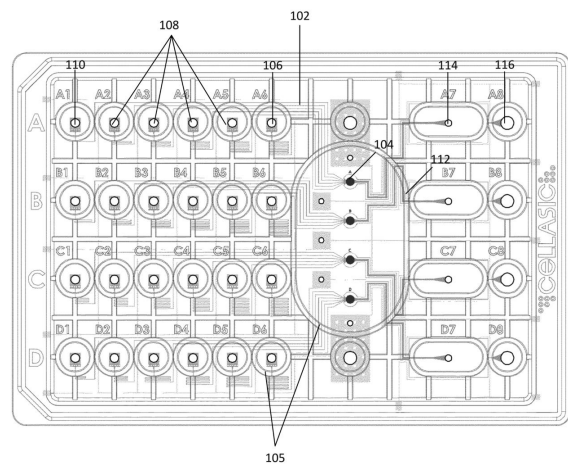 102
108
110
106
114
116
A1 A2 A3 A4 A5 A6 A7 A8
A
104
A
112
B1 B2 B3 B4 B5 B6 B7 B8
B
B
CELLASIC
C1 C2 C3 C4 C5 C6 C7 C8
C
C
D1 D2 D3 D4 D5 D6 D7 D8
D
D
105